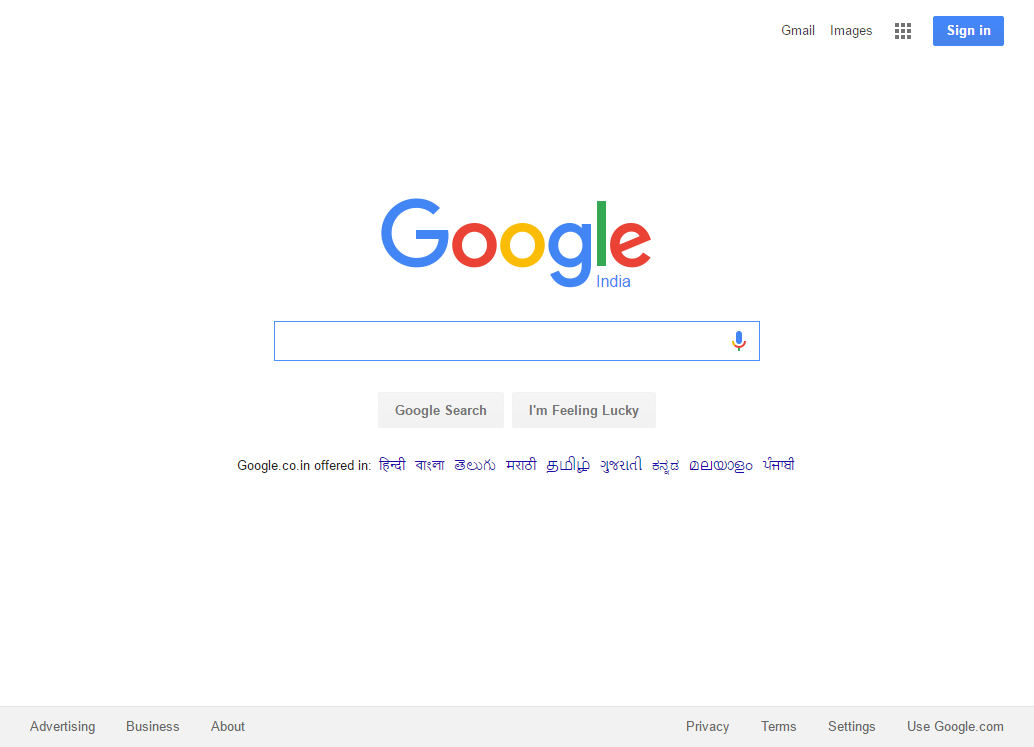 Gmail Images Sign in
Google
India
Google Search I'm Feeling Lucky
Google.co.in offered in: हिन्दी বাংলা తెలుగు मराठी தமிழ் ગુજરાતી ಕನ್ನಡ മലയാളം ਪੰਜਾਬੀ
Advertising Business About Privacy Terms Settings Use Google.com